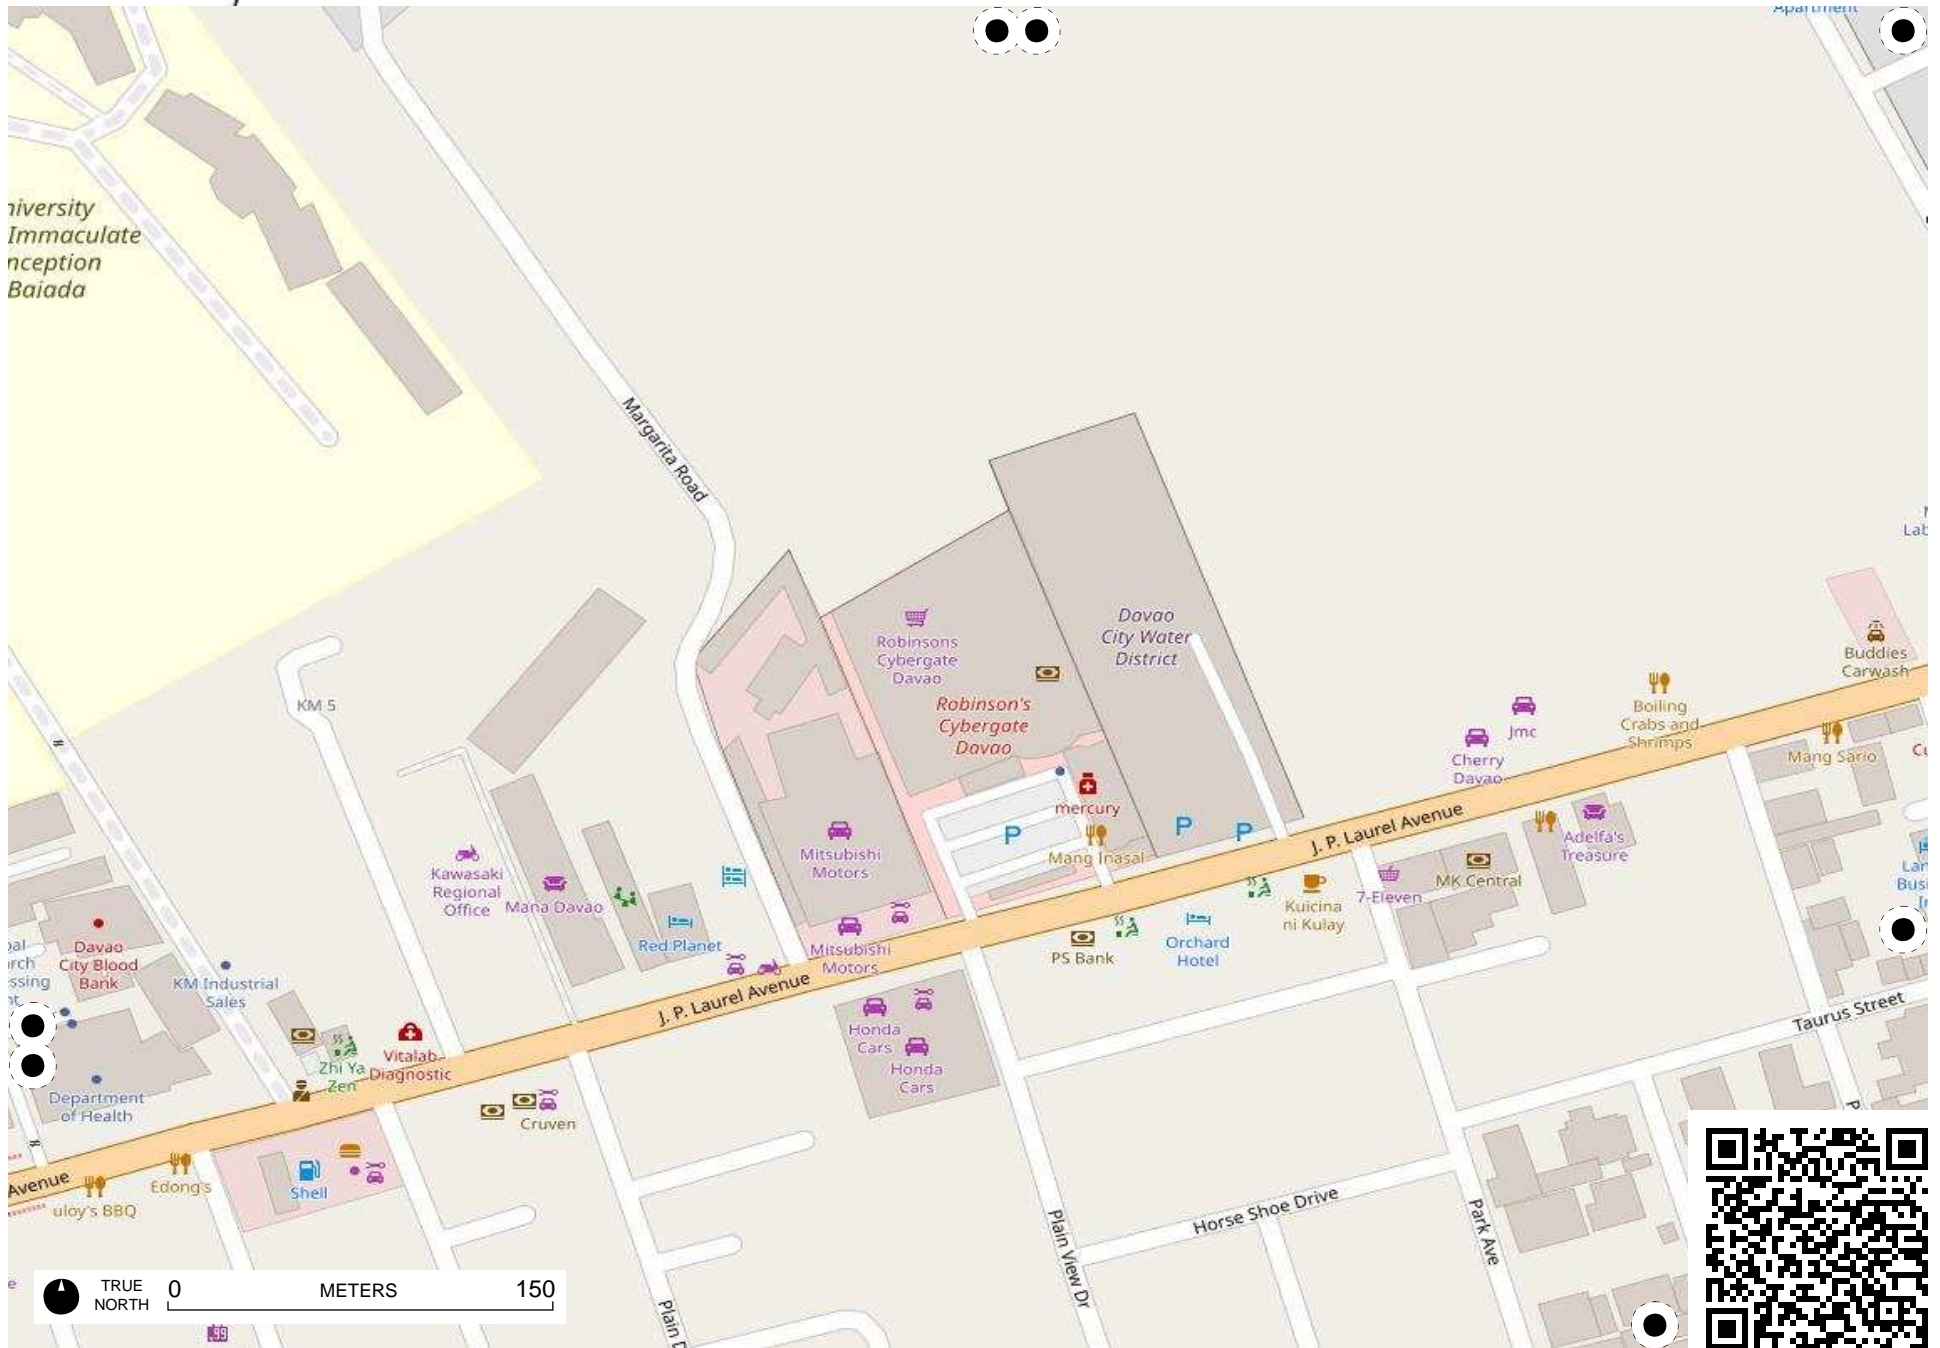 Apartment
niversity
Immaculate
nception
Bajada
Margarita Road
Davao
City Water
District
Robinsons
Cybergate
Davao
Robinson's
Cybergate
Davao
Buddies
Carwash
KM 5
Boiling
Crabs and
Shrimps
Jmc
Cherry
Davao
Mang Sario
mercury
Mang Inasal
J. P. Laurel Avenue
Adelfa's
Treasure
Mitsubishi
Motors
Kawasaki
Regional
Office
Mana Davao
MK Central
7-Eleven
Kuicina
ni Kulay
Red Planet
Mitsubishi
Motors
Orchard
Hotel
PS Bank
Davao
City Blood
Bank
KM Industrial
Sales
J. P. Laurel Avenue
Taurus Street
Honda
Cars
Honda
Cars
Vitalab
Diagnostic
Zhi Ya
Zen
Department
of Health
Cruven
Avenue
Edong's
uloy's BBQ
Shell
Horse Shoe Drive
Plain View Dr
Park Ave
Plain D
TRUE
NORTH
0
METERS
150